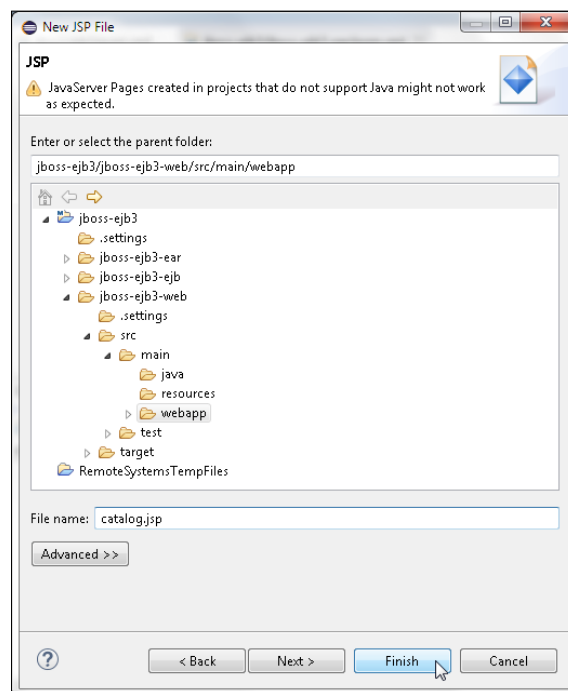 New JSP File
JSP
JavaServer Pages created in projects that do not support Java might not work
as expected.
Enter or select the parent folder:
jboss-ejb3/jboss-ejb3-web/src/main/webapp
jboss-ejb3
.settings
jboss-ejb3-ear
jboss-ejb3-ejb
jboss-ejb3-web
.settings
src
main
java
resources
webapp
test
target
RemoteSystemsTempFiles
File name: catalog.jsp
Advanced >>
< Back Next > Finish Cancel